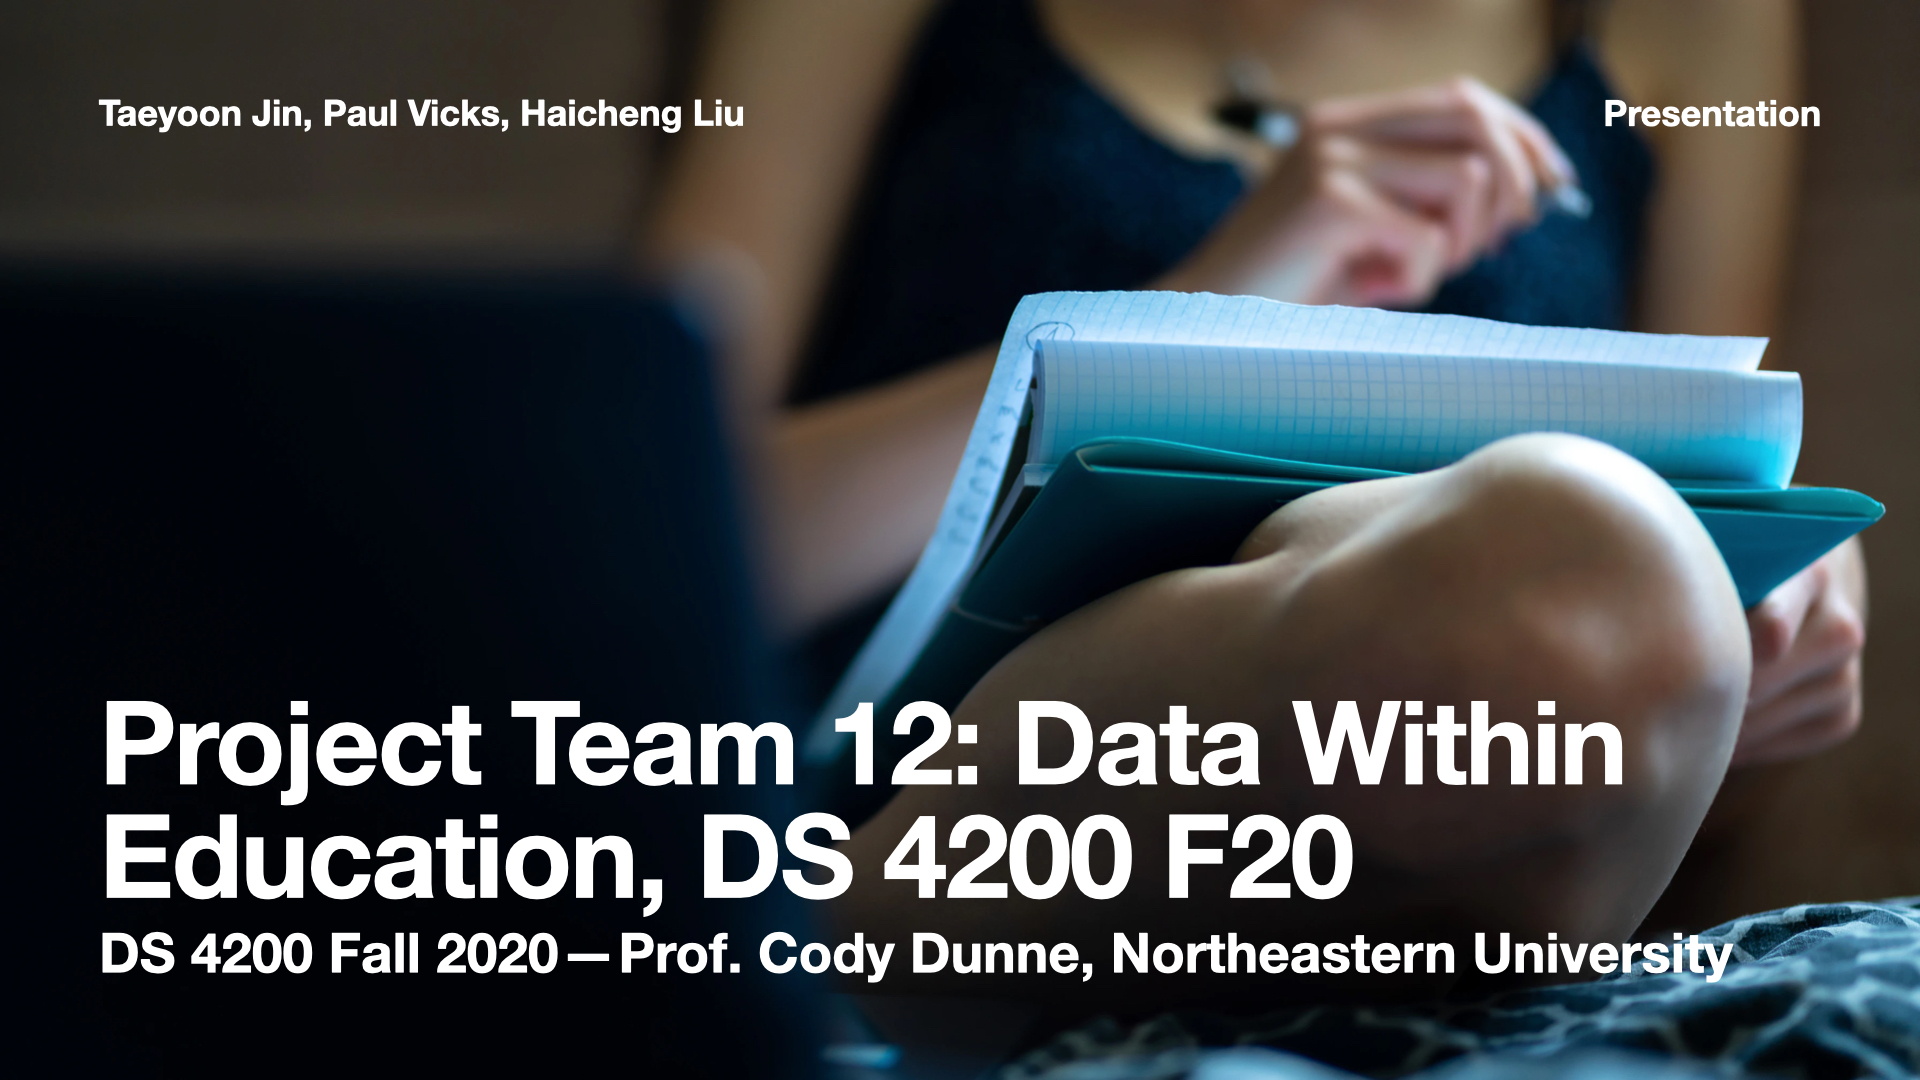 Taeyoon Jin, Paul Vicks, Haicheng Liu
Presentation
Project Team 12: Data Within
Education, DS 4200 F20
DS 4200 Fall 2020—Prof. Cody Dunne, Northeastern University